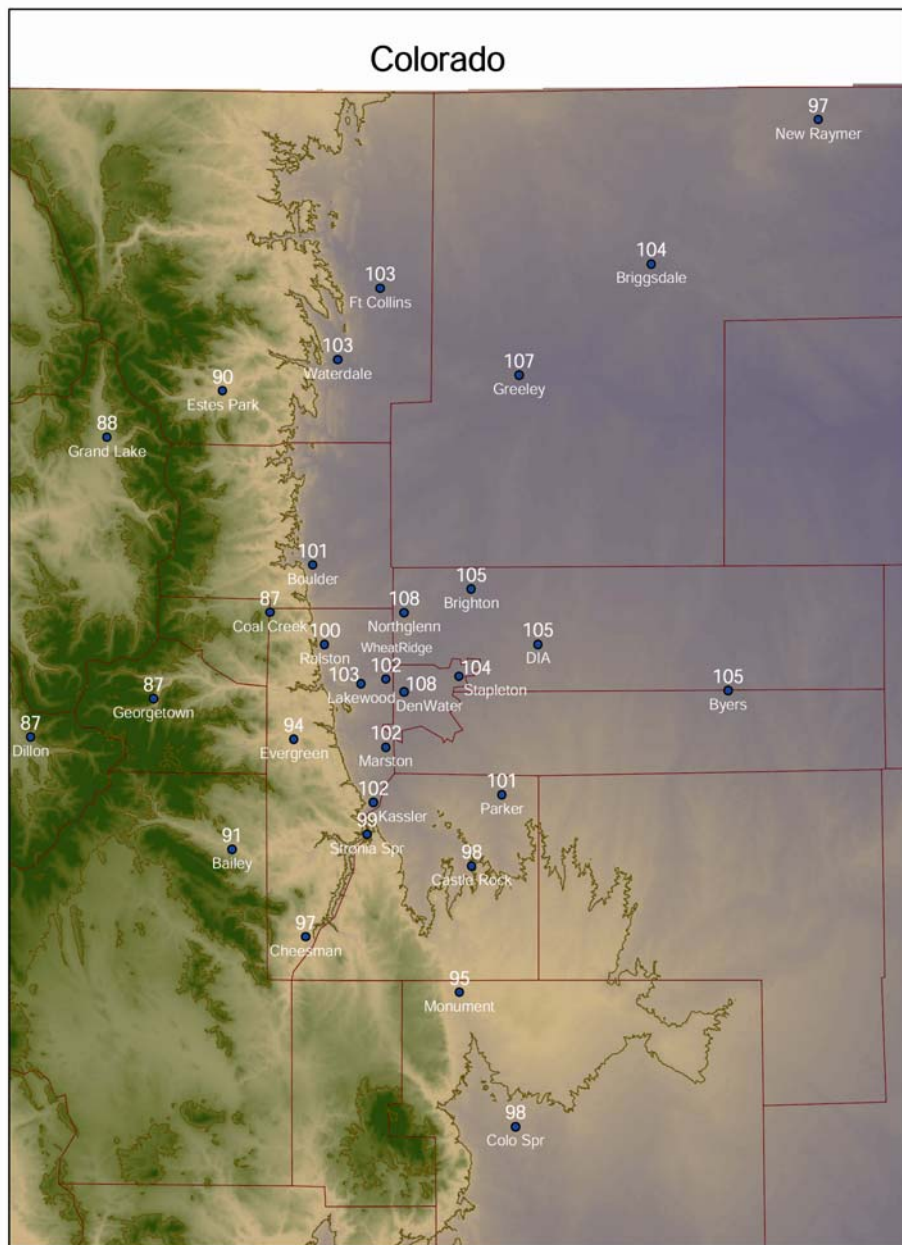 Colorado
97
New Raymer
104
Briggsdale
103
Ft Collins
103
Waterdale
107
Greeley
90
Estes Park
88
Grand Lake
101
Boulder
105
Brighton
87
Coal Creek
108
Northglenn
100
Ralston
WheatRidge
102
105
DIA
103
Lakewood
108
DenWater
104
Stapleton
105
Byers
87
Georgetown
87
Dillon
94
Evergreen
102
Marston
102
Kassler
101
Parker
99
Strontia Spr
91
Bailey
98
Castle Rock
97
Cheesman
95
Monument
98
Colo Spr